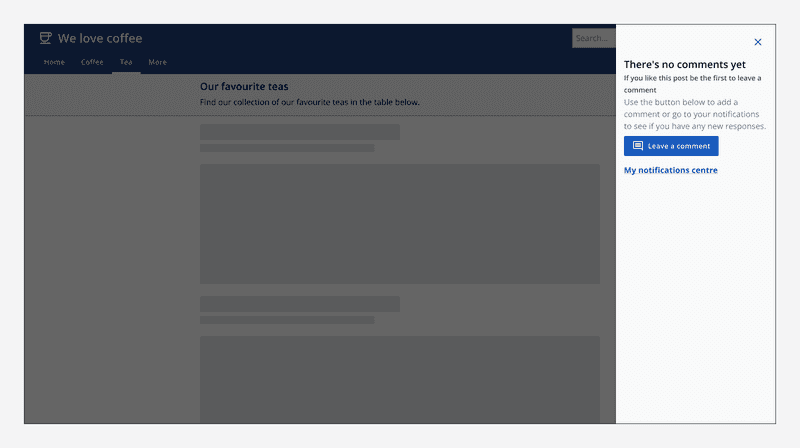 We love coffee
Search...
Home Coffee Tea More
Our favourite teas
Find our collection of our favourite teas in the table below.
There's no comments yet
If you like this post be the first to leave a
comment
Use the button below to add a
comment or go to your notifications
to see if you have any new responses.
Leave a comment
My notifications centre